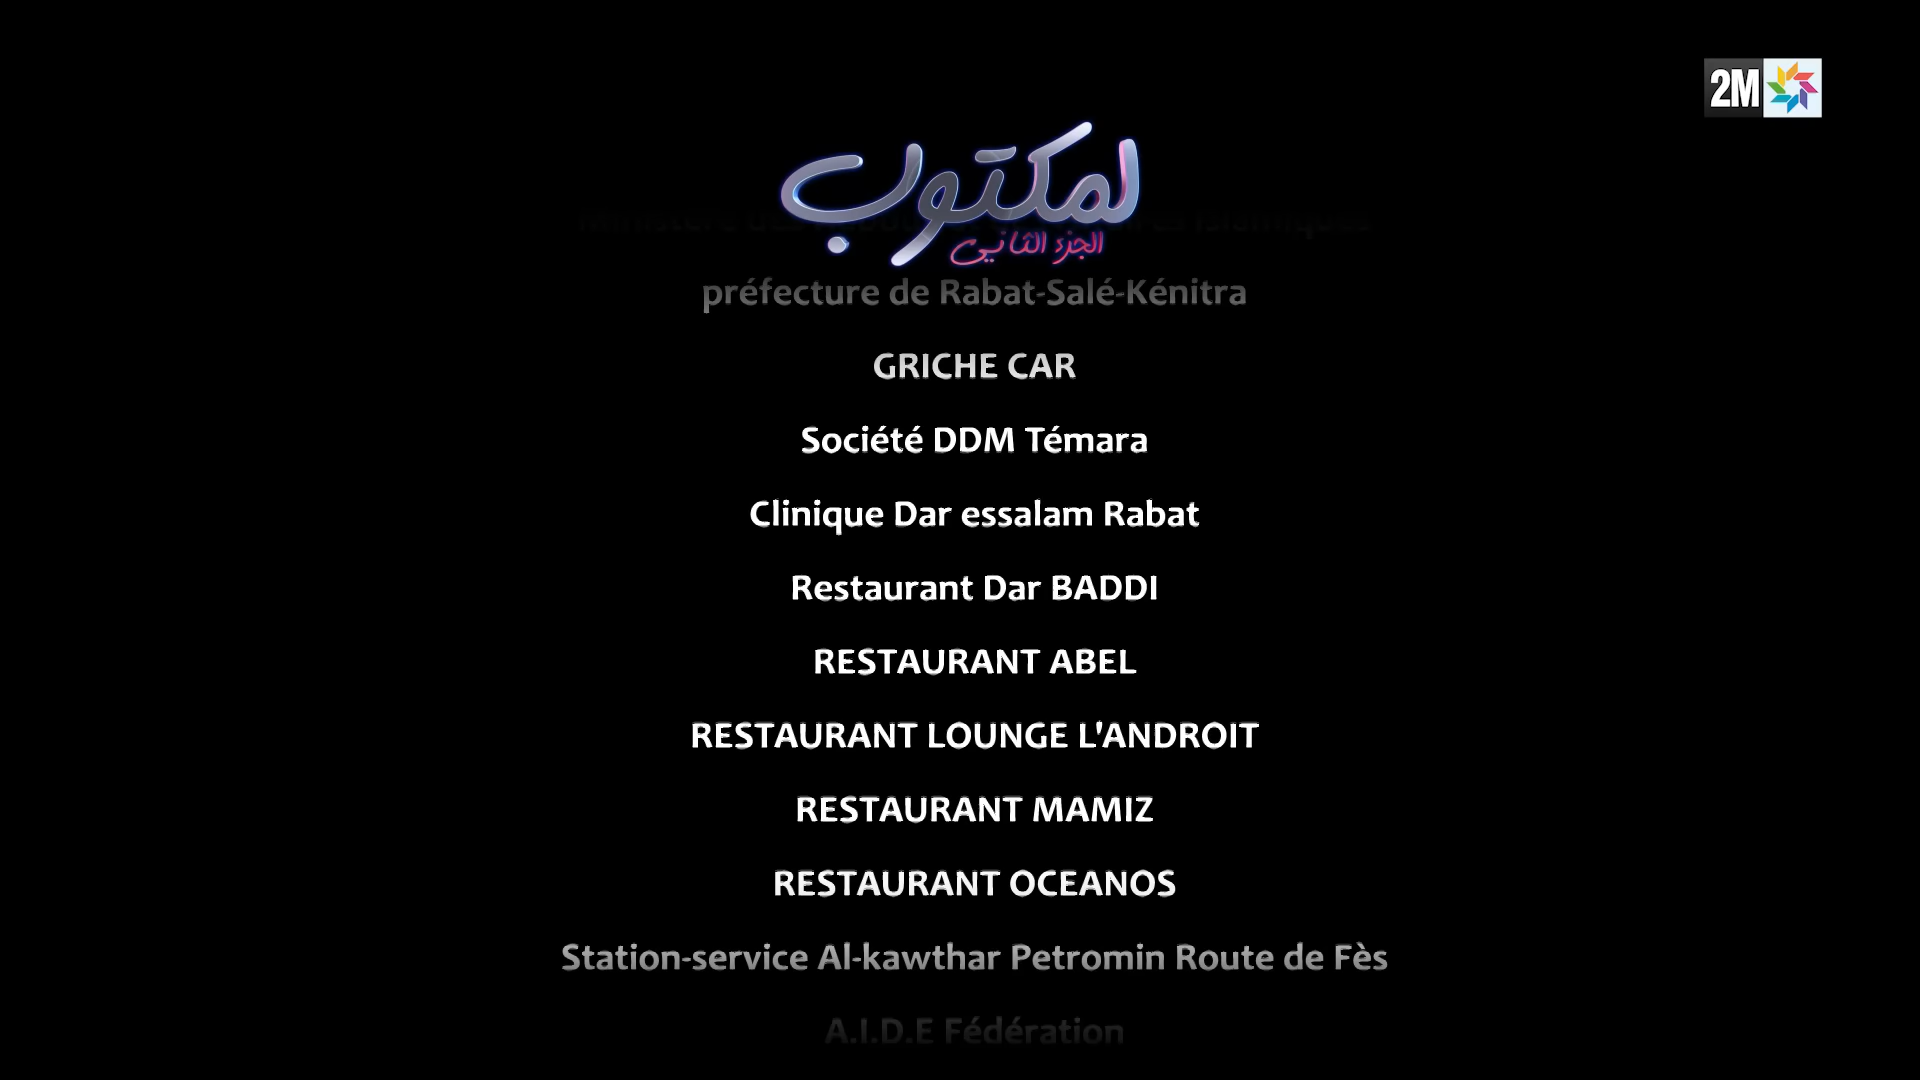 2M
لمكتوب
الجزء الثاني
préfecture de Rabat-Salé-Kénitra
GRICHE CAR
Société DDM Témara
Clinique Dar essalam Rabat
Restaurant Dar BADDI
RESTAURANT ABEL
RESTAURANT LOUNGE L'ANDROIT
RESTAURANT MAMIZ
RESTAURANT OCEANOS
Station-service Al-kawthar Petromin Route de Fès
A.I.D.E Fédération